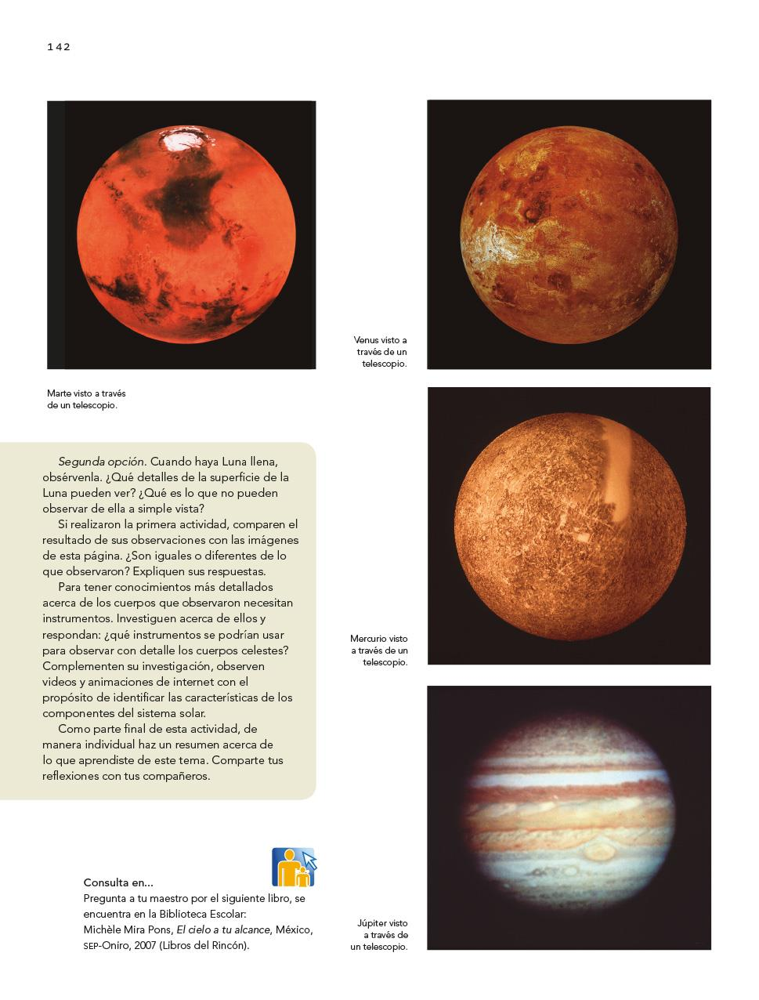 142
Marte visto a través
de un telescopio.
Venus visto a
través de un
telescopio.
Segunda opción. Cuando haya Luna llena,
obsérvenla. ¿Qué detalles de la superficie de la
Luna pueden ver? ¿Qué es lo que no pueden
observar de ella a simple vista?
Si realizaron la primera actividad, comparen el
resultado de sus observaciones con las imágenes
de esta página. ¿Son iguales o diferentes de lo
que observaron? Expliquen sus respuestas.
Para tener conocimientos más detallados
acerca de los cuerpos que observaron necesitan
instrumentos. Investiguen acerca de ellos y
respondan: ¿qué instrumentos se podrían usar
para observar con detalle los cuerpos celestes?
Complementen su investigación, observen
videos y animaciones de internet con el
propósito de identificar las características de los
componentes del sistema solar.
Como parte final de esta actividad, de
manera individual haz un resumen acerca de
lo que aprendiste de este tema. Comparte tus
reflexiones con tus compañeros.
Mercurio visto
a través de un
telescopio.
Consulta en...
Pregunta a tu maestro por el siguiente libro, se
encuentra en la Biblioteca Escolar:
Michèle Mira Pons, El cielo a tu alcance, México,
SEP-Oniro, 2007 (Libros del Rincón).
Júpiter visto
a través de
un telescopio.